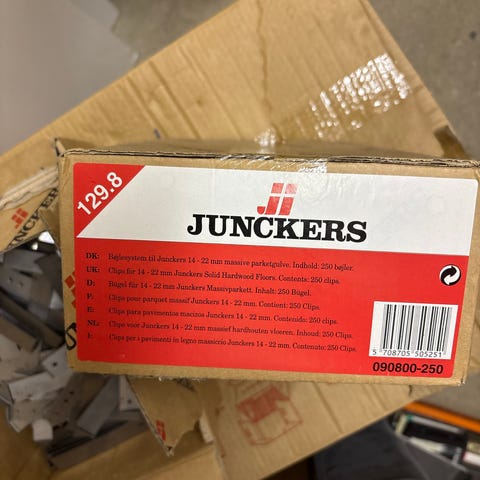 129.8
JUNCKERS
DK: Bøjlesystem til Junckers 14 - 22 mm massive parketgulve. Indhold: 250 bøjler.
UK: Clips for 14 - 22 mm Junckers Solid Hardwood Floors. Contents: 250 clips.
D: Bügel für 14 - 22 mm Junckers Massivparkett. Inhalt: 250 Bügel.
F: Clips pour parquet massif Junckers 14 - 22 mm. Contient: 250 Clips.
E: Clips para pavimentos macizos Junckers 14 - 22 mm. Contenido: 250 clips.
NL: Clips voor Junckers 14 - 22 mm massief hardhouten vloeren. Inhoud: 250 Clips.
I: Clips per i pavimenti in legno massiccio Junckers 14 - 22 mm. Contenuto: 250 Clips.
5 708705 505251
090800-250
JUNCKERS